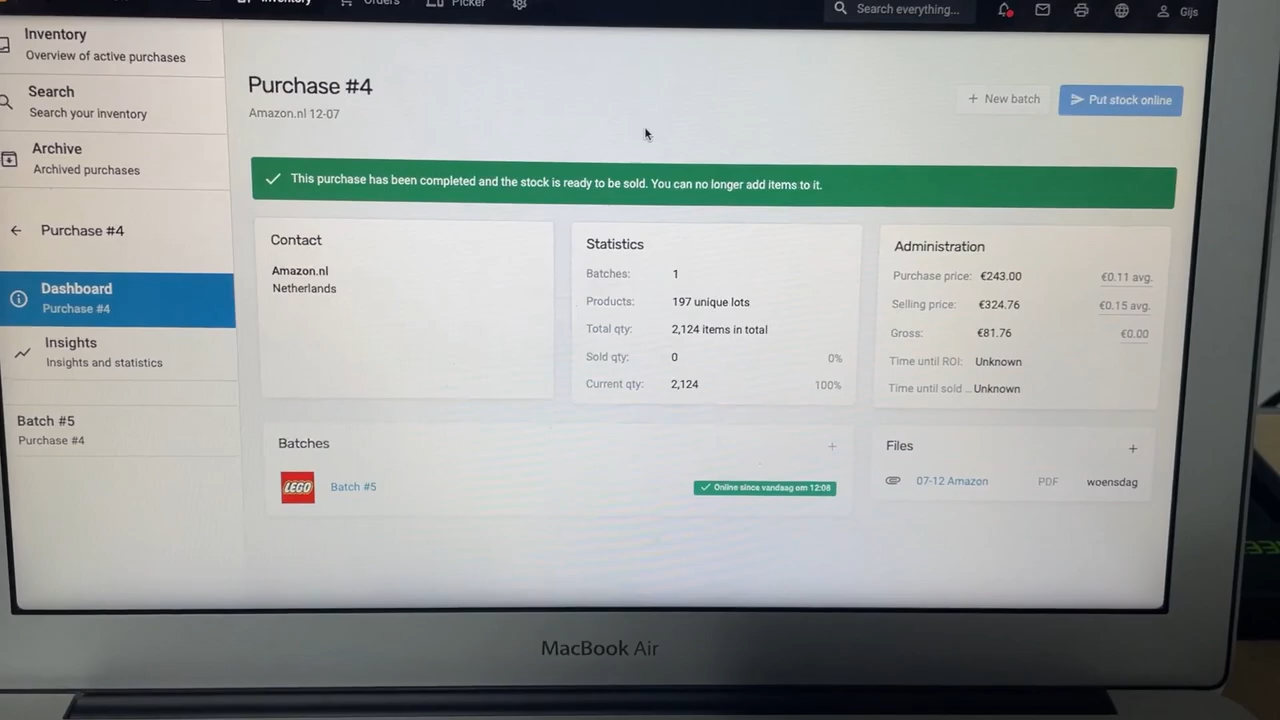 Inventory
Orders
Picker
Search everything...
Gijs
Inventory
Overview of active purchases
Search
Search your inventory
Archive
Archived purchases
Purchase #4
Dashboard
Purchase #4
Insights
Insights and statistics
Batch #5
Purchase #4
Purchase #4
Amazon.nl 12-07
New batch
Put stock online
This purchase has been completed and the stock is ready to be sold. You can no longer add items to it.
Contact
Amazon.nl
Netherlands
Statistics
Batches: 1
Products: 197 unique lots
Total qty: 2,124 items in total
Sold qty: 0 0%
Current qty: 2,124 100%
Administration
Purchase price: €243.00 €0.11 avg.
Selling price: €324.76 €0.15 avg.
Gross: €81.76 €0.00
Time until ROI: Unknown
Time until sold ... Unknown
Batches
LEGO Batch #5 Online since vandaag om 12:08
Files
07-12 Amazon PDF woensdag
MacBook Air